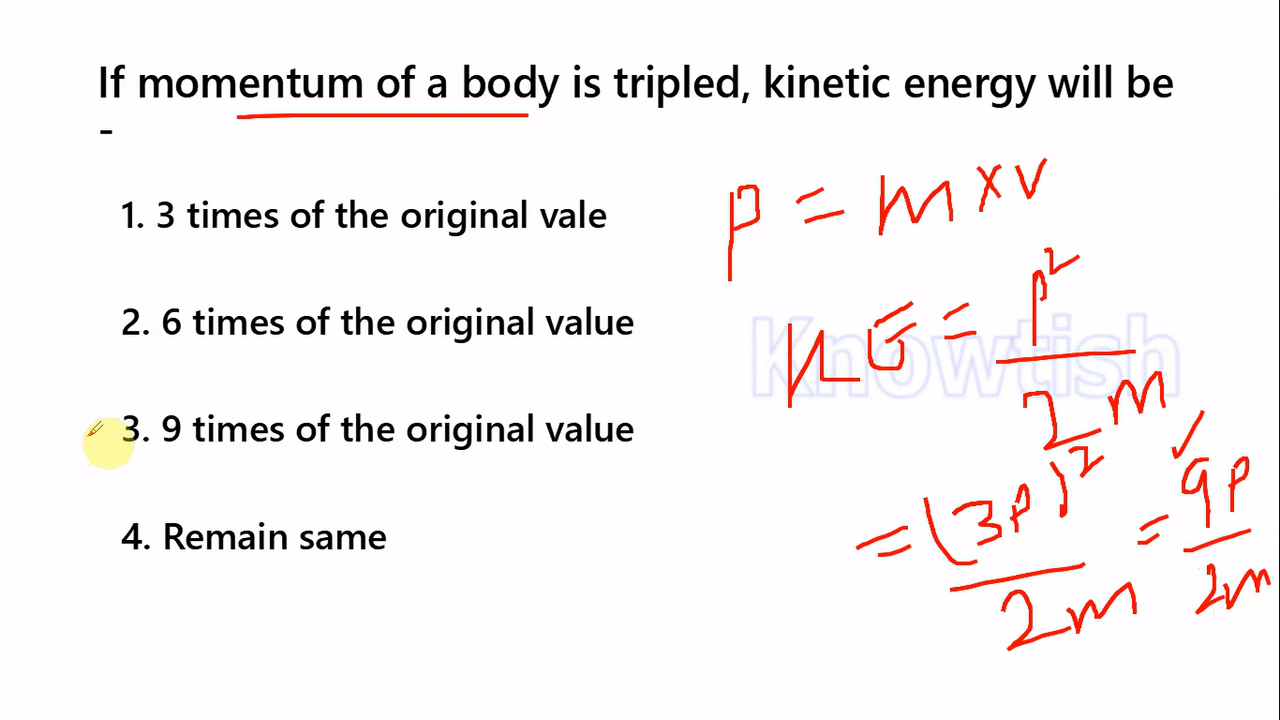 If momentum of a body is tripled, kinetic energy will be
-
1. 3 times of the original vale
2. 6 times of the original value
3. 9 times of the original value
4. Remain same
P = m × v
KE = p²/2m
= (3p)²/2m = 9p/2m
Knowtish